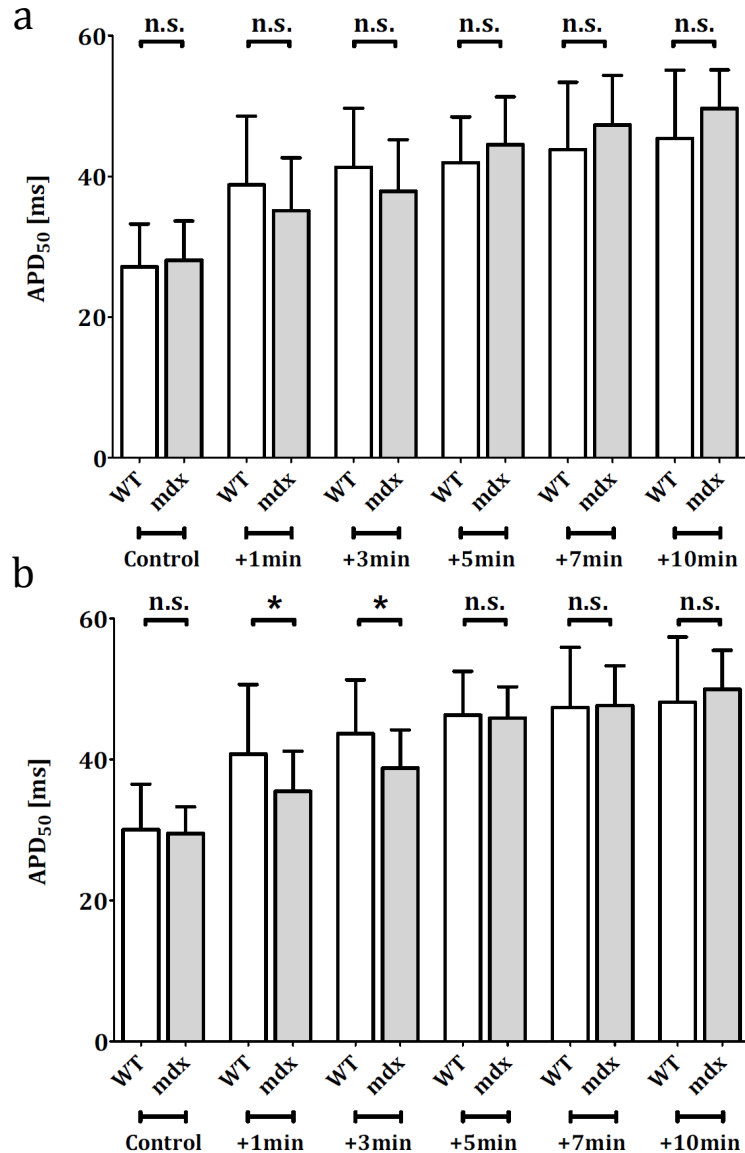 a
n.s. n.s. n.s. n.s. n.s. n.s.
60
40
20
0
APD₅₀ [ms]
WT mdx WT mdx WT mdx WT mdx WT mdx WT mdx
Control +1min +3min +5min +7min +10min
b
n.s. * * n.s. n.s. n.s.
60
40
20
0
APD₅₀ [ms]
WT mdx WT mdx WT mdx WT mdx WT mdx WT mdx
Control +1min +3min +5min +7min +10min